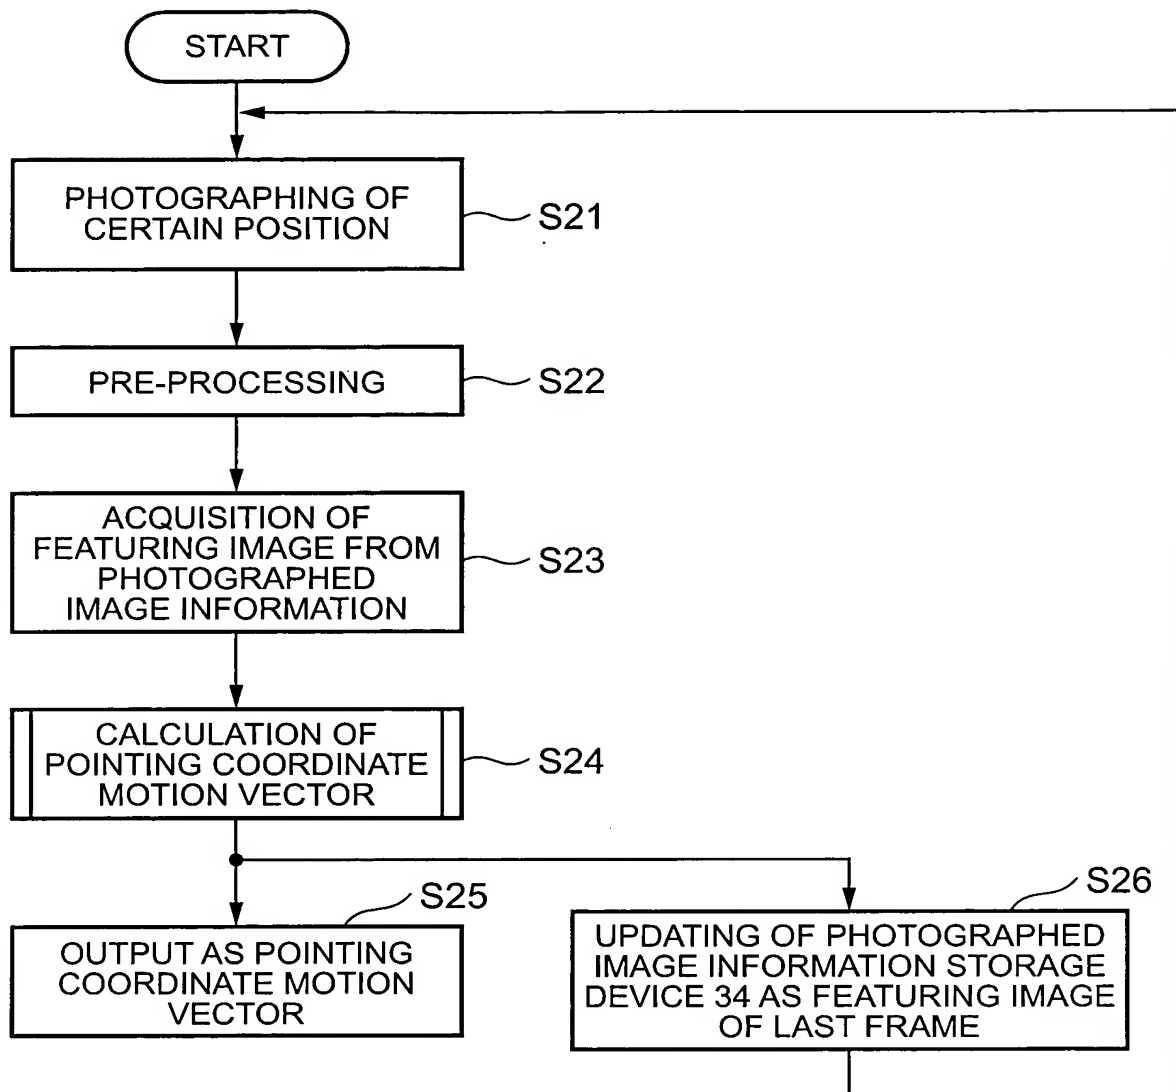 START
PHOTOGRAPHING OF
CERTAIN POSITION
S21
PRE-PROCESSING
S22
ACQUISITION OF
FEATURING IMAGE FROM
PHOTOGRAPHED
IMAGE INFORMATION
S23
CALCULATION OF
POINTING COORDINATE
MOTION VECTOR
S24
S25
OUTPUT AS POINTING
COORDINATE MOTION
VECTOR
S26
UPDATING OF PHOTOGRAPHED
IMAGE INFORMATION STORAGE
DEVICE 34 AS FEATURING IMAGE
OF LAST FRAME